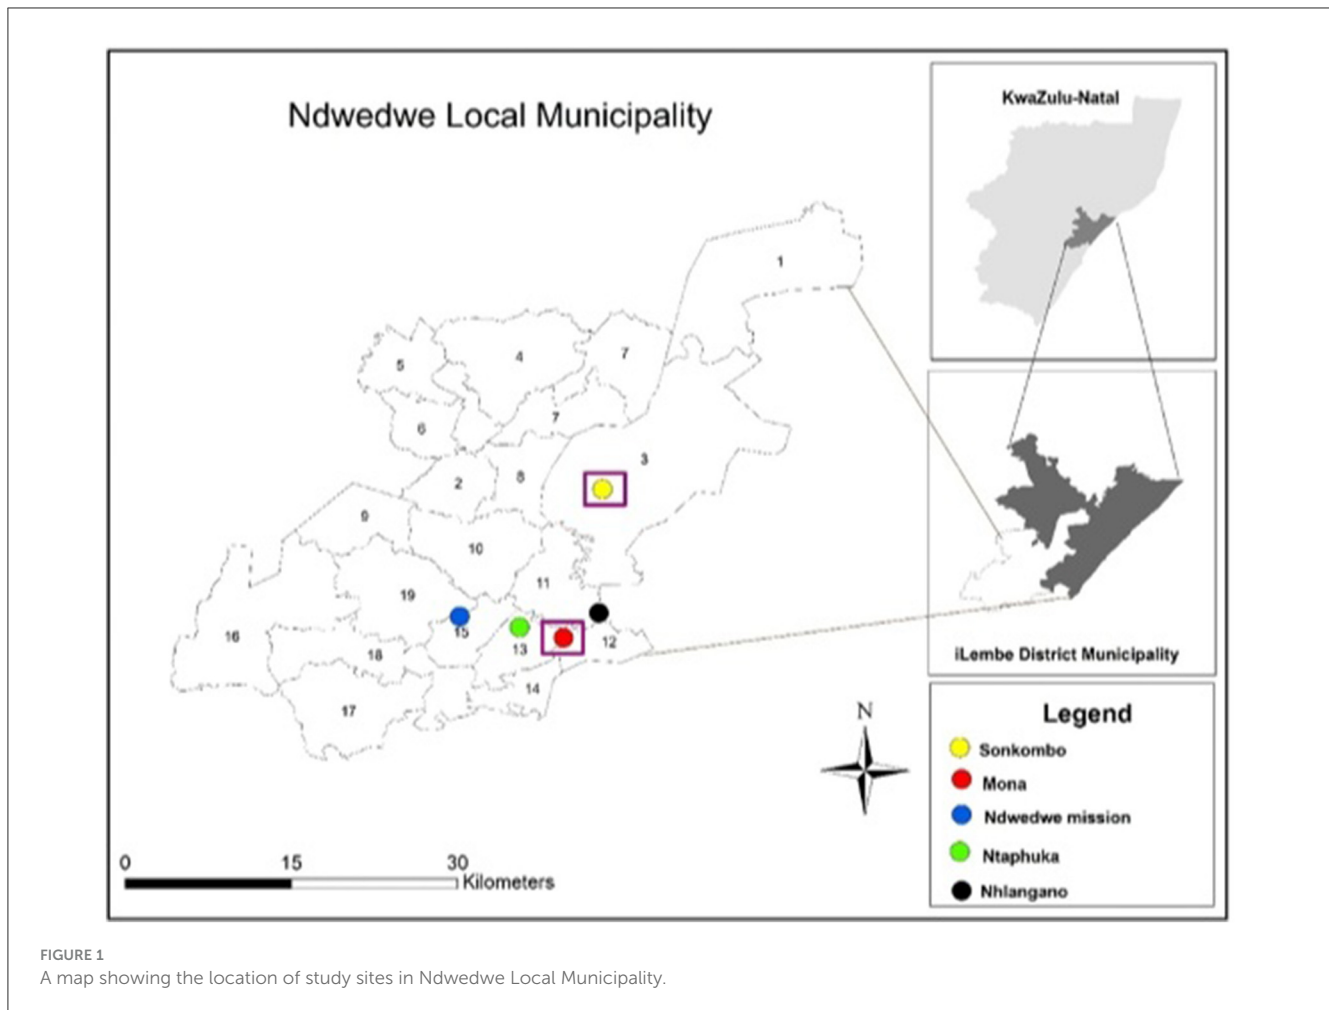 Ndwedwe Local Municipality
KwaZulu-Natal
1
5
4
7
6
7
3
2
8
9
10
11
19
16
15
13
12
18
14
17
iLembe District Municipality
N
Legend
Sonkombo
Mona
Ndwedwe mission
Ntaphuka
Nhlangano
0 15 30
Kilometers
FIGURE 1
A map showing the location of study sites in Ndwedwe Local Municipality.